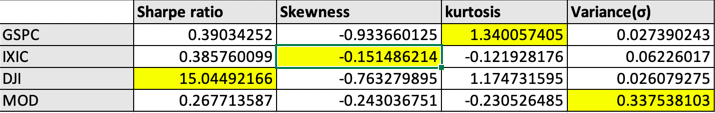 Sharpe ratio Skewness kurtosis Variance(σ)
GSPC 0.39034252 -0.933660125 1.340057405 0.027390243
IXIC 0.385760099 -0.151486214 -0.121928176 0.06226017
DJI 15.04492166 -0.763279895 1.174731595 0.026079275
MOD 0.267713587 -0.243036751 -0.230526485 0.337538103